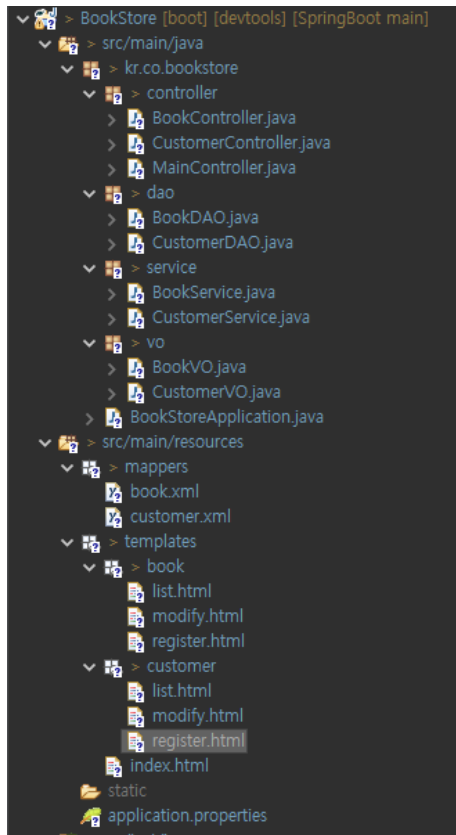 > BookStore [boot] [devtools] [SpringBoot main]
> src/main/java
> kr.co.bookstore
> controller
BookController.java
CustomerController.java
MainController.java
> dao
BookDAO.java
CustomerDAO.java
> service
BookService.java
CustomerService.java
> vo
BookVO.java
CustomerVO.java
BookStoreApplication.java
> src/main/resources
> mappers
book.xml
customer.xml
> templates
> book
list.html
modify.html
register.html
> customer
list.html
modify.html
register.html
index.html
static
application.properties